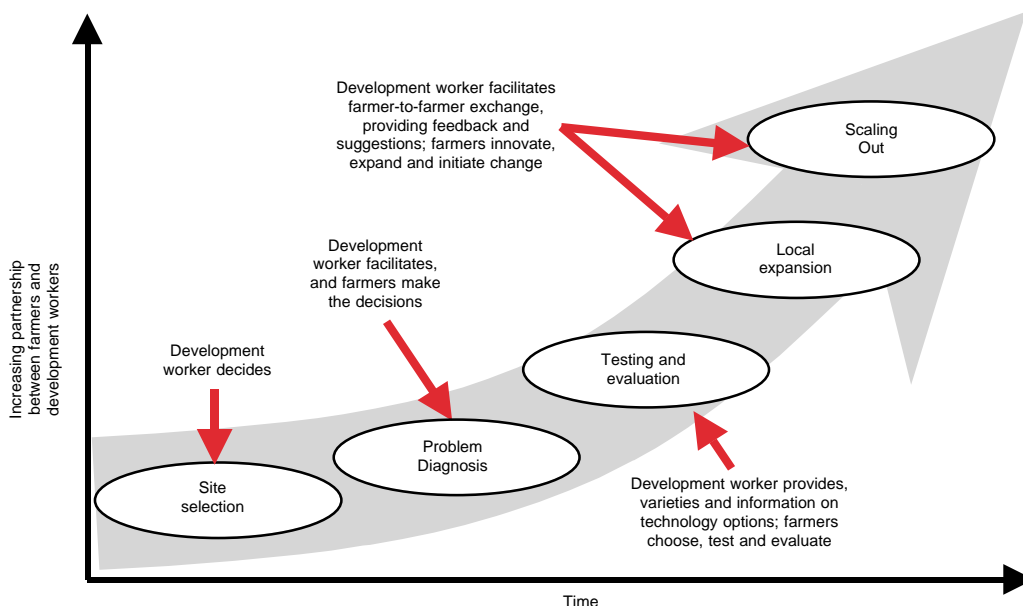 Development worker facilitates
farmer-to-farmer exchange,
providing feedback and
suggestions; farmers innovate,
expand and initiate change
Scaling
Out
Development
worker facilitates,
and farmers make
the decisions
Local
expansion
Increasing partnership
between farmers and
development workers
Development
worker decides
Testing and
evaluation
Problem
Diagnosis
Site
selection
Development worker provides,
varieties and information on
technology options; farmers
choose, test and evaluate
Time